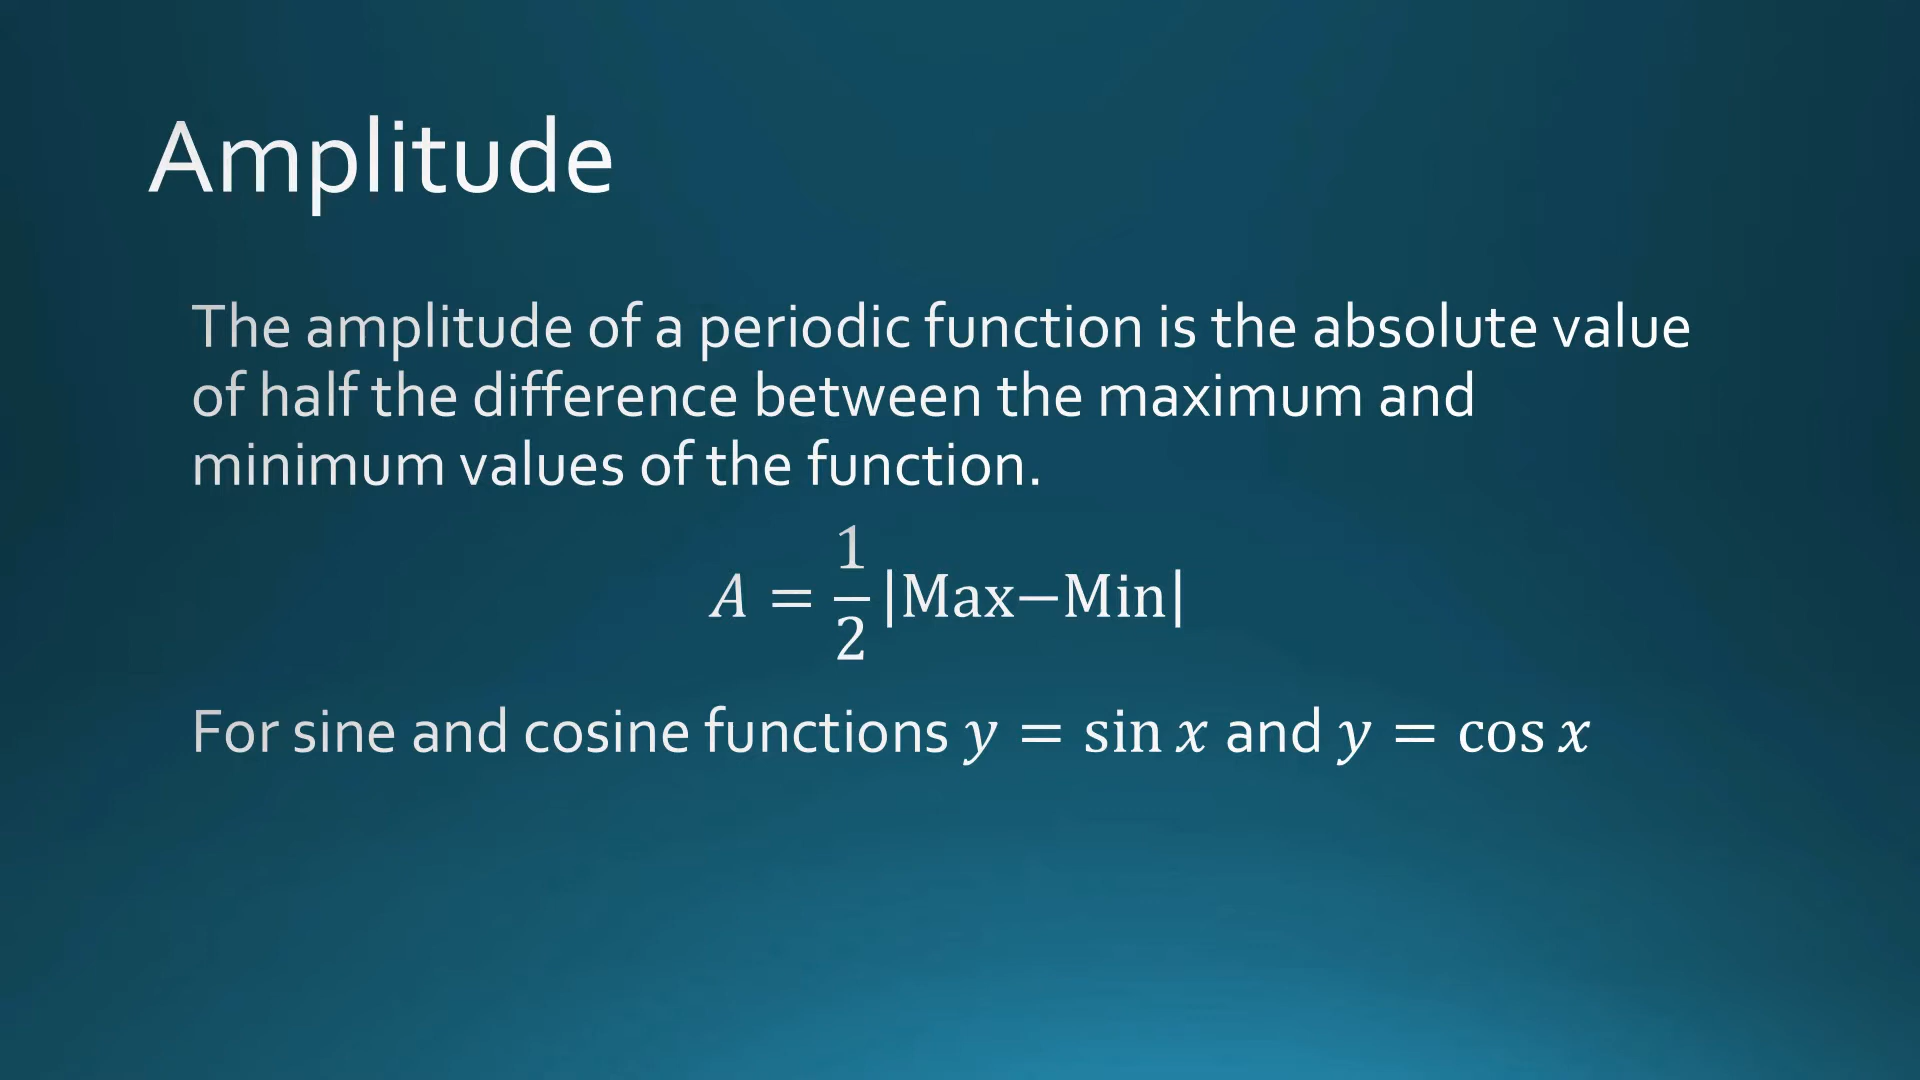 Amplitude
The amplitude of a periodic function is the absolute value
of half the difference between the maximum and
minimum values of the function.
A = 1/2 |Max−Min|
For sine and cosine functions y = sin x and y = cos x